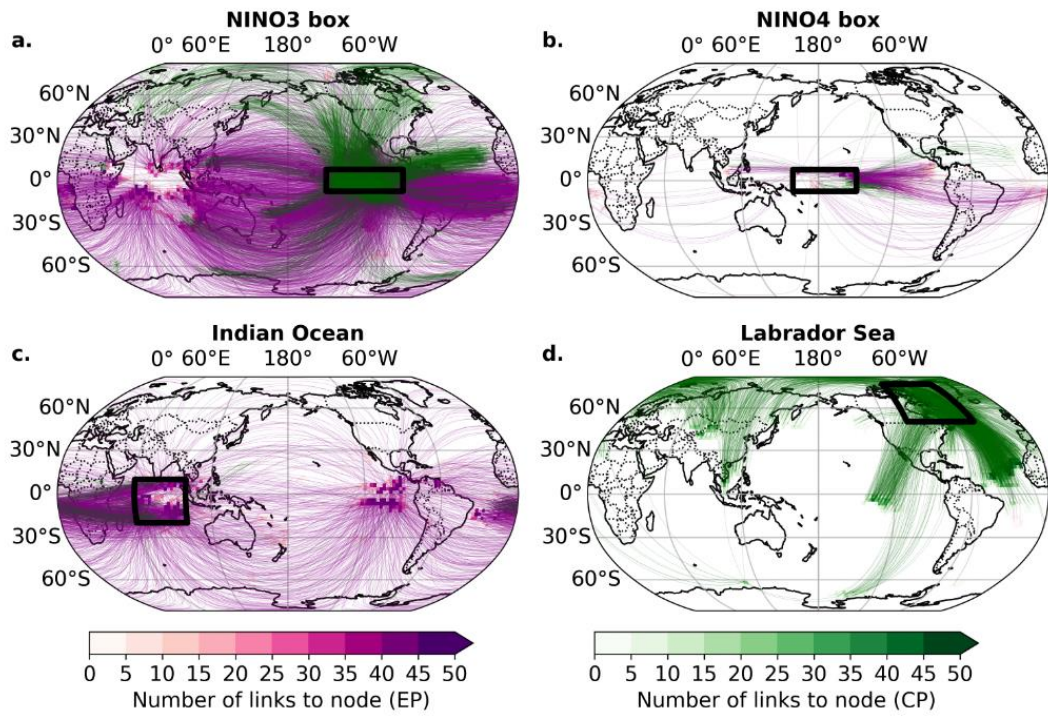 NINO3 box
a.
0° 60°E 180° 60°W
60°N
30°N
0°
30°S
60°S
NINO4 box
b.
0° 60°E 180° 60°W
60°N
30°N
0°
30°S
60°S
Indian Ocean
c.
0° 60°E 180° 60°W
60°N
30°N
0°
30°S
60°S
Labrador Sea
d.
0° 60°E 180° 60°W
60°N
30°N
0°
30°S
60°S
0 5 10 15 20 25 30 35 40 45 50
Number of links to node (EP)
0 5 10 15 20 25 30 35 40 45 50
Number of links to node (CP)